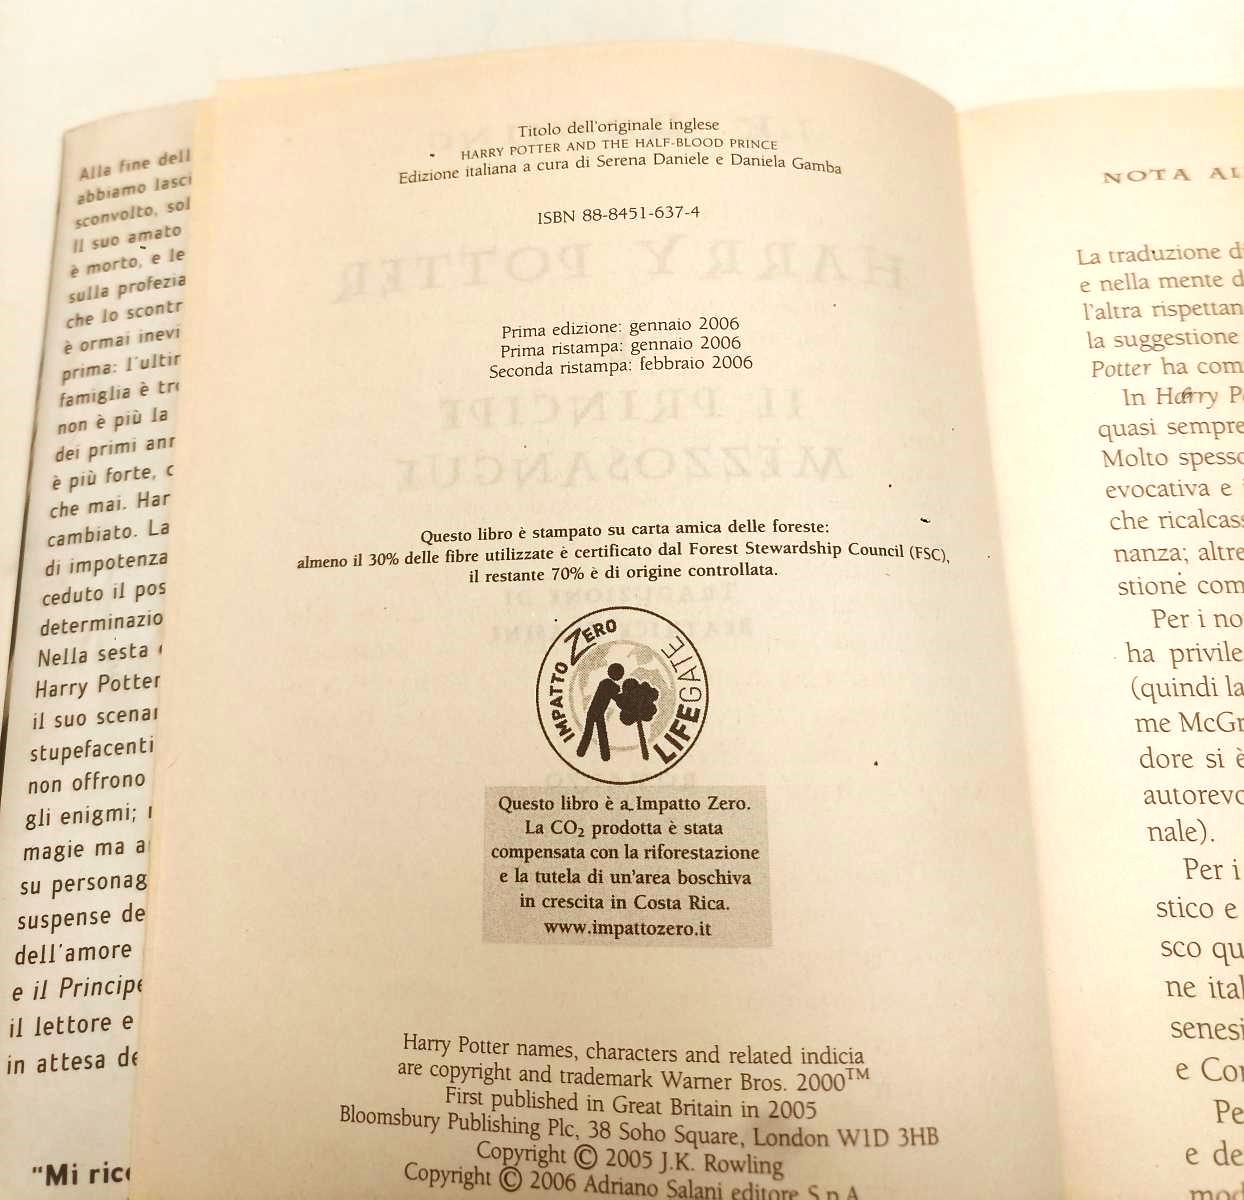 Alla fine dell
abbiamo lasci
sconvolto, sol
Il suo amato
è morto, e le
sulla profezia
che lo scontr
è ormai inevi
prima: l'ultin
famiglia è tr
non è più la
dei primi anr
è più forte, c
che mai. Har
cambiato. La
di impotenza
ceduto il pos
determinazio
Nella sesta
Harry Potter
il suo scenar
stupefacenti
non offrono
gli enigmi;
magie ma a
su personag
suspense de
dell'amore
e il Principe
il lettore e
in attesa de
"Mi rico
Titolo dell'originale inglese
HARRY POTTER AND THE HALF-BLOOD PRINCE
Edizione italiana a cura di Serena Daniele e Daniela Gamba
ISBN 88-8451-637-4
Prima edizione: gennaio 2006
Prima ristampa: gennaio 2006
Seconda ristampa: febbraio 2006
Questo libro è stampato su carta amica delle foreste:
almeno il 30% delle fibre utilizzate è certificato dal Forest Stewardship Council (FSC),
il restante 70% è di origine controllata.
IMPATTO ZERO
LIFEGATE
Questo libro è a Impatto Zero.
La CO₂ prodotta è stata
compensata con la riforestazione
e la tutela di un'area boschiva
in crescita in Costa Rica.
www.impattozero.it
Harry Potter names, characters and related indicia
are copyright and trademark Warner Bros. 2000™
First published in Great Britain in 2005
Bloomsbury Publishing Plc, 38 Soho Square, London W1D 3HB
Copyright © 2005 J.K. Rowling
Copyright © 2006 Adriano Salani editore S.p.A.
NOTA AL
La traduzione d
e nella mente d
l'altra rispettan
la suggestione
Potter ha com
In Harry P
quasi sempre
Molto spesso
evocativa e
che ricalcass
nanza; altre
stione com
Per i no
ha privile
(quindi la
me McGr
dore si è
autorevo
nale).
Per i
stico e
sco qu
ne ital
senesi
e Cor
Pe
e de
mod